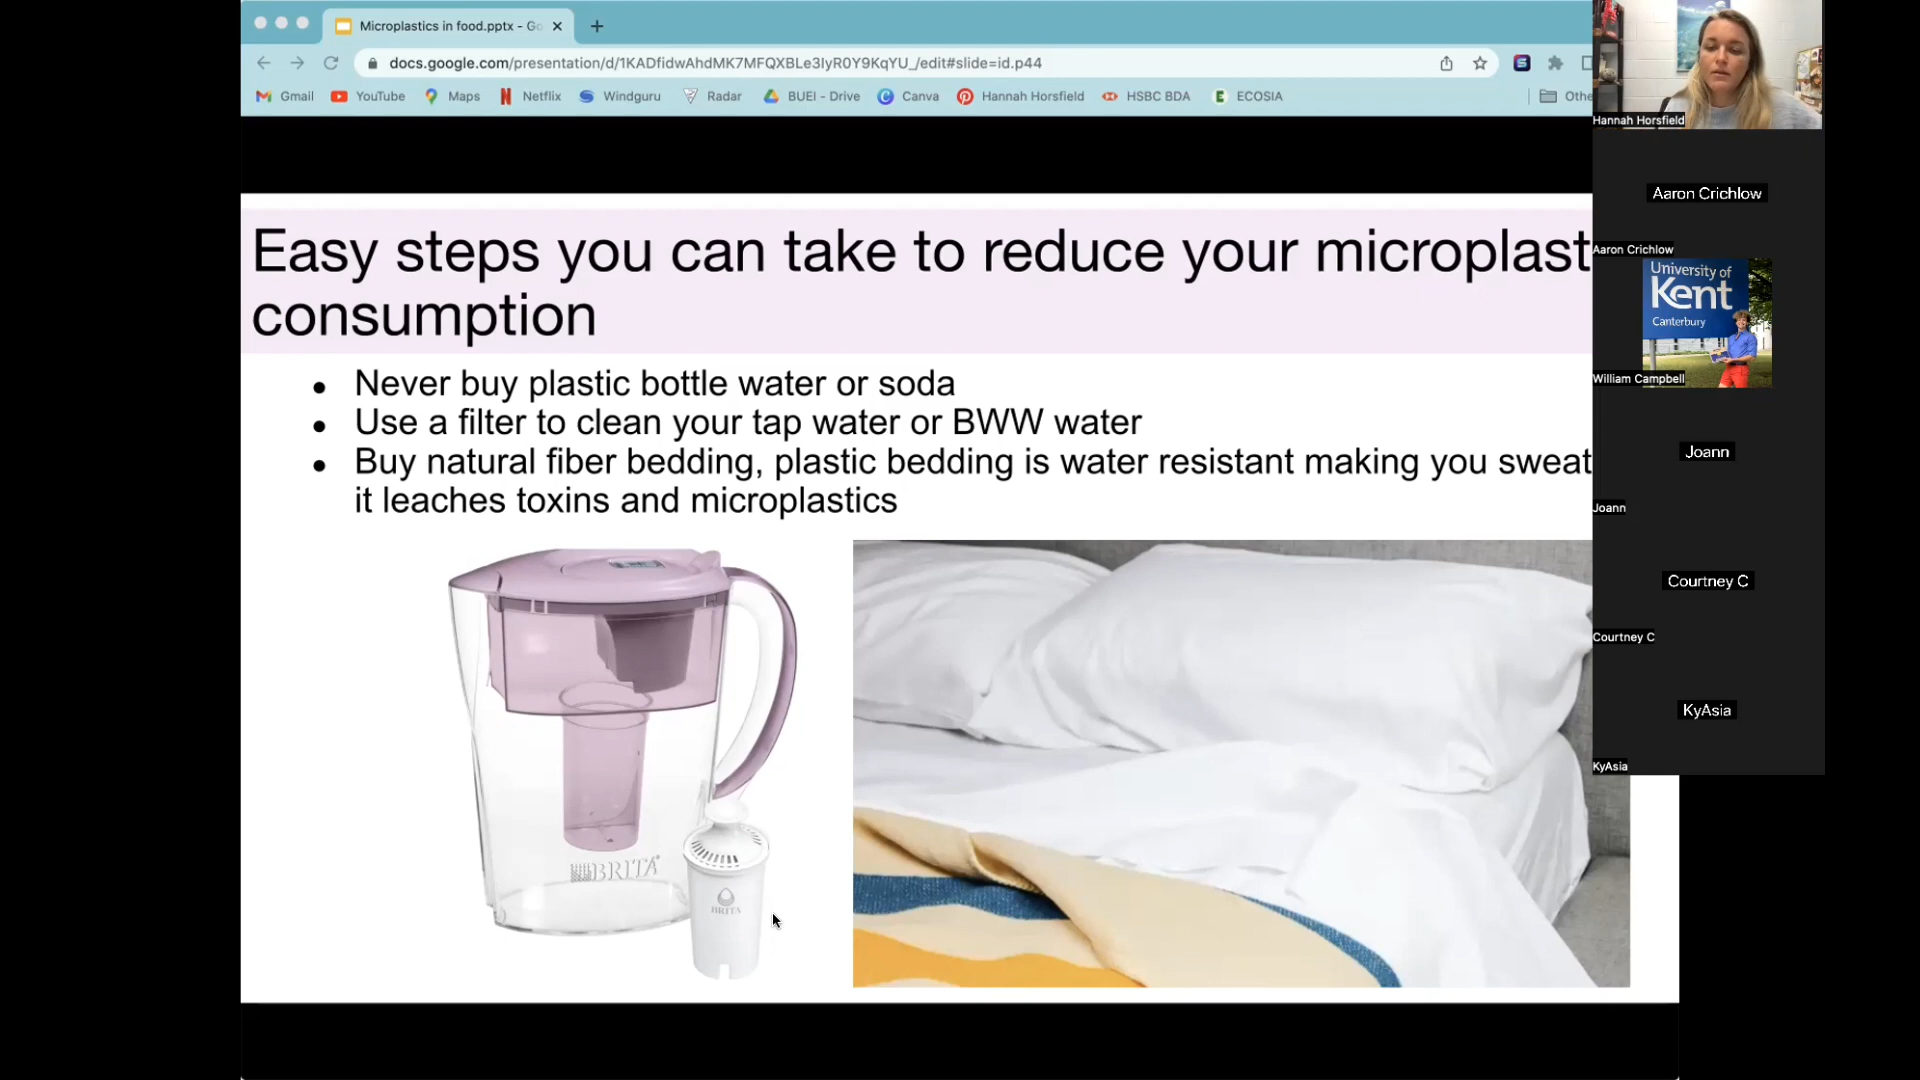 Microplastics in food.pptx - Go
docs.google.com/presentation/d/1KADfidwAhdMK7MFQXBLe3IyR0Y9KqYU_/edit#slide=id.p44
Gmail YouTube Maps Netflix Windguru Radar BUEI - Drive Canva Hannah Horsfield HSBC BDA ECOSIA Othe
Easy steps you can take to reduce your microplast
consumption
Never buy plastic bottle water or soda
Use a filter to clean your tap water or BWW water
Buy natural fiber bedding, plastic bedding is water resistant making you sweat
it leaches toxins and microplastics
BRITA
BRITA
Hannah Horsfield
Aaron Crichlow
Aaron Crichlow
University of
Kent
Canterbury
William Campbell
Joann
Joann
Courtney C
Courtney C
KyAsia
KyAsia